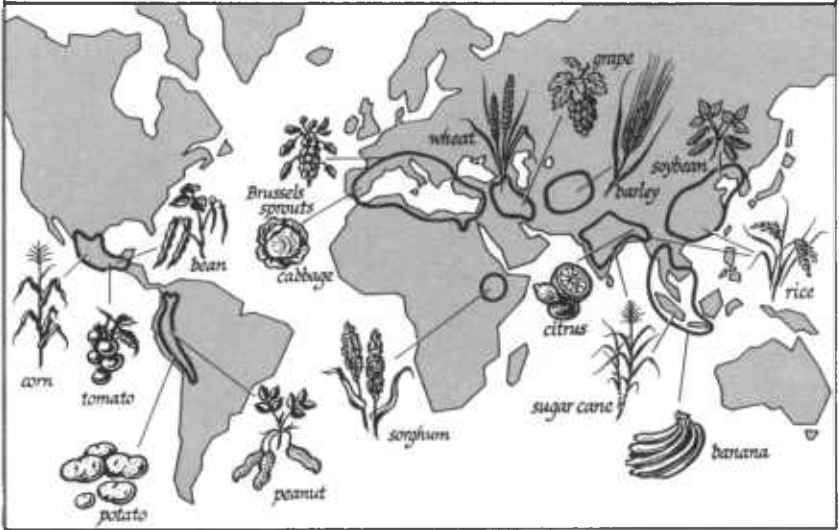 grape
wheat
soybean
barley
Brussels
sprouts
bean
cabbage
rice
citrus
corn
tomato
sugar cane
sorghum
banana
peanut
potato